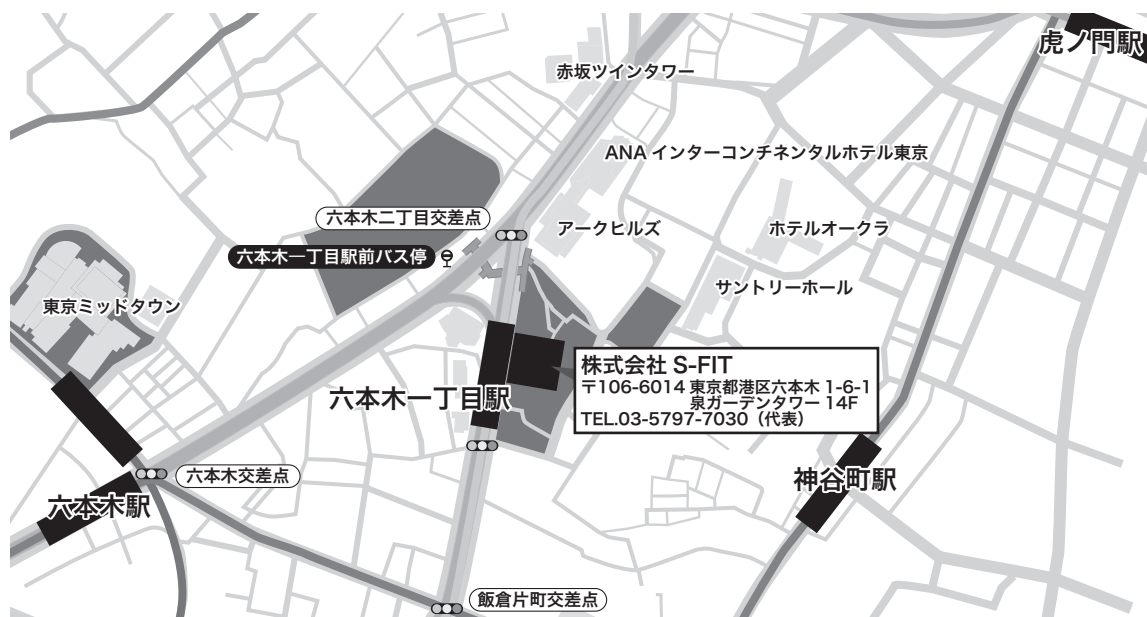 虎ノ門駅
赤坂ツインタワー
ANA インターコンチネンタルホテル東京
六本木二丁目交差点
アークヒルズ
ホテルオークラ
六本木一丁目駅前バス停
サントリーホール
東京ミッドタウン
株式会社 S-FIT
〒106-6014 東京都港区六本木 1-6-1
泉ガーデンタワー 14F
TEL.03-5797-7030（代表）
六本木一丁目駅
六本木交差点
神谷町駅
六本木駅
飯倉片町交差点